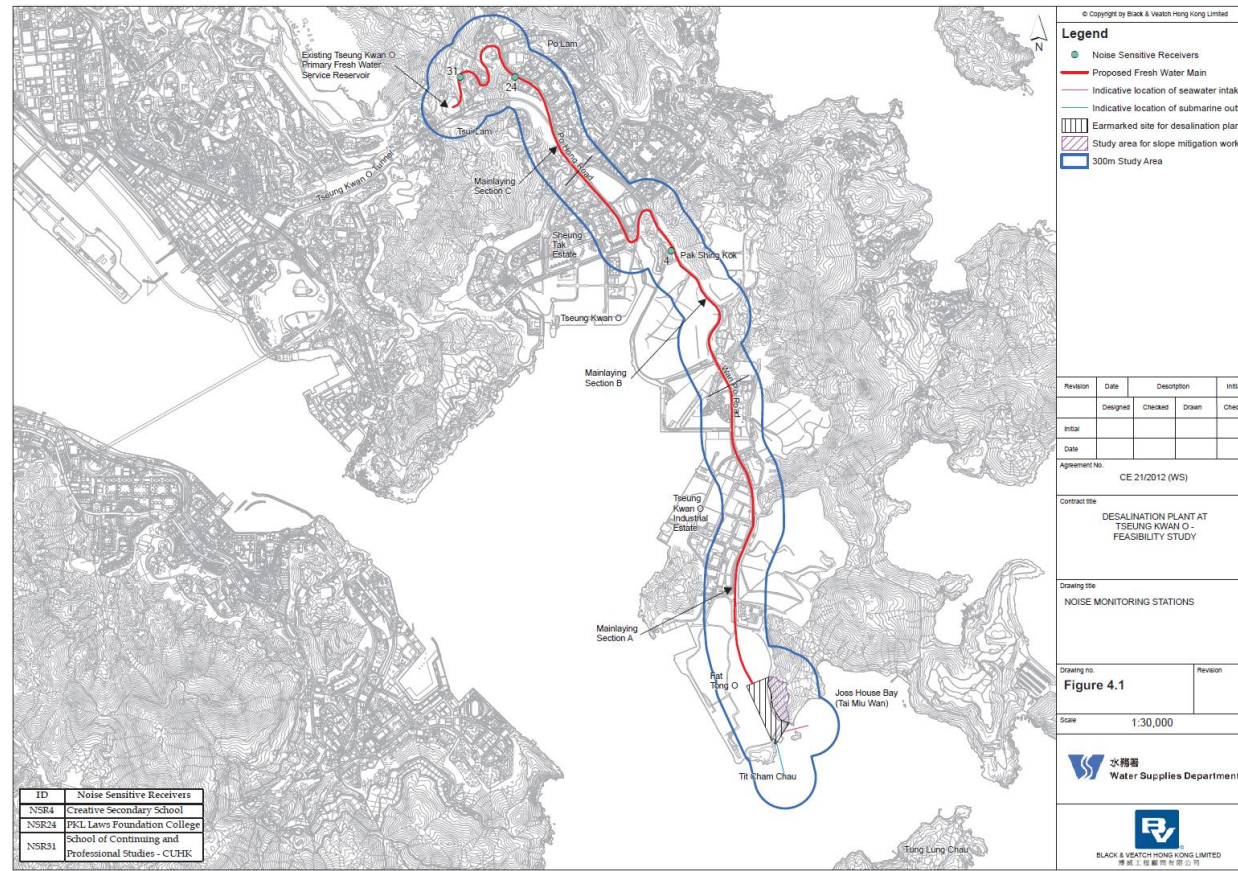 © Copyright by Black & Veatch Hong Kong Limited
Legend
Noise Sensitive Receivers
Proposed Fresh Water Main
Indicative location of seawater intak
Indicative location of submarine out
Earmarked site for desalination plan
Study area for slope mitigation work
300m Study Area
N
Existing Tseung Kwan O
Primary Fresh Water
Service Reservoir
Po Lam
31
24
Tsui Lam
Tseung Kwan O Tunnel
Po Hong Road
Mainlaying
Section C
Sheung
Tak
Estate
4
Pak Shing Kok
Tseung Kwan O
Mainlaying
Section B
Wan Po Road
Tseung
Kwan O
Industrial
Estate
Mainlaying
Section A
Fat
Tong O
Joss House Bay
(Tai Miu Wan)
Tit Cham Chau
Tung Lung Chau
ID Noise Sensitive Receivers
NSR4 Creative Secondary School
NSR24 PKL Laws Foundation College
NSR31 School of Continuing and
Professional Studies - CUHK
Revision Date Description Initi
Designed Checked Drawn Chec
Initial
Date
Agreement No.
CE 21/2012 (WS)
Contract title
DESALINATION PLANT AT
TSEUNG KWAN O -
FEASIBILITY STUDY
Drawing title
NOISE MONITORING STATIONS
Drawing no. Revision
Figure 4.1
Scale 1:30,000
水務署
Water Supplies Department
BV
BLACK & VEATCH HONG KONG LIMITED
博威工程顧問有限公司